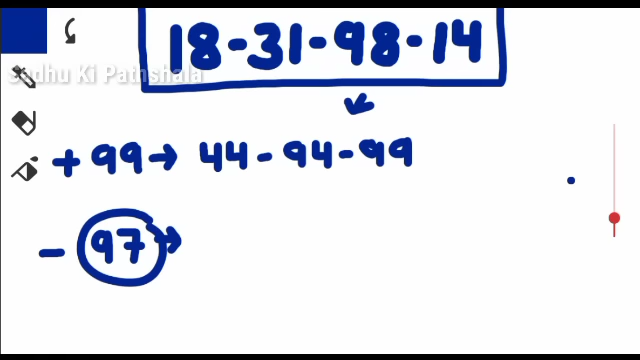 18-31-98-14
Sadhu Ki Pathshala
+ 99 → 44 - 94 - 99
- 97 →